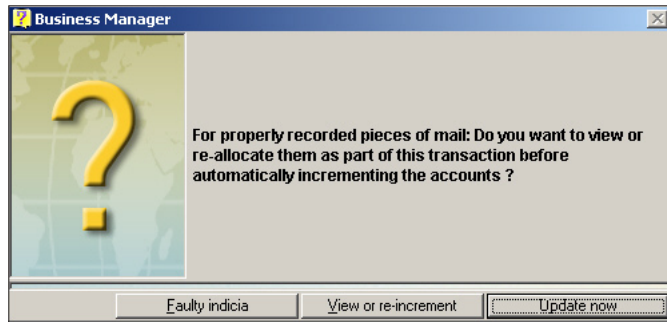 Business Manager
For properly recorded pieces of mail: Do you want to view or
re-allocate them as part of this transaction before
automatically incrementing the accounts ?
Faulty indicia
View or re-increment
Update now